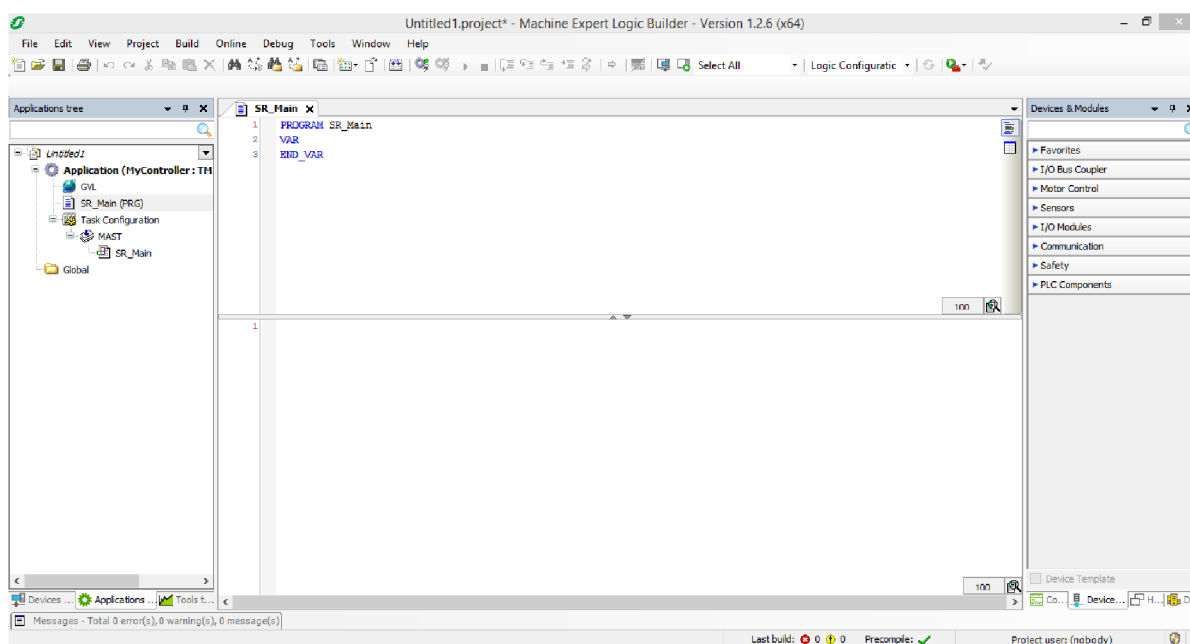 Untitled1.project* - Machine Expert Logic Builder - Version 1.2.6 (x64)
File Edit View Project Build Online Debug Tools Window Help
Select All Logic Configuratic
Applications tree
Untitled1
Application (MyController : TM
GVL
SR_Main (PRG)
Task Configuration
MAST
SR_Main
Global
Devices ... Applications ... Tools t...
SR_Main
1 PROGRAM SR_Main
2 VAR
3 END_VAR
100
1
100
Devices & Modules
Favorites
I/O Bus Coupler
Motor Control
Sensors
I/O Modules
Communication
Safety
PLC Components
Device Template
Co... Device... H... D
Messages - Total 0 error(s), 0 warning(s), 0 message(s)
Last build: 0 0 Precompile: Project user: (nobody)